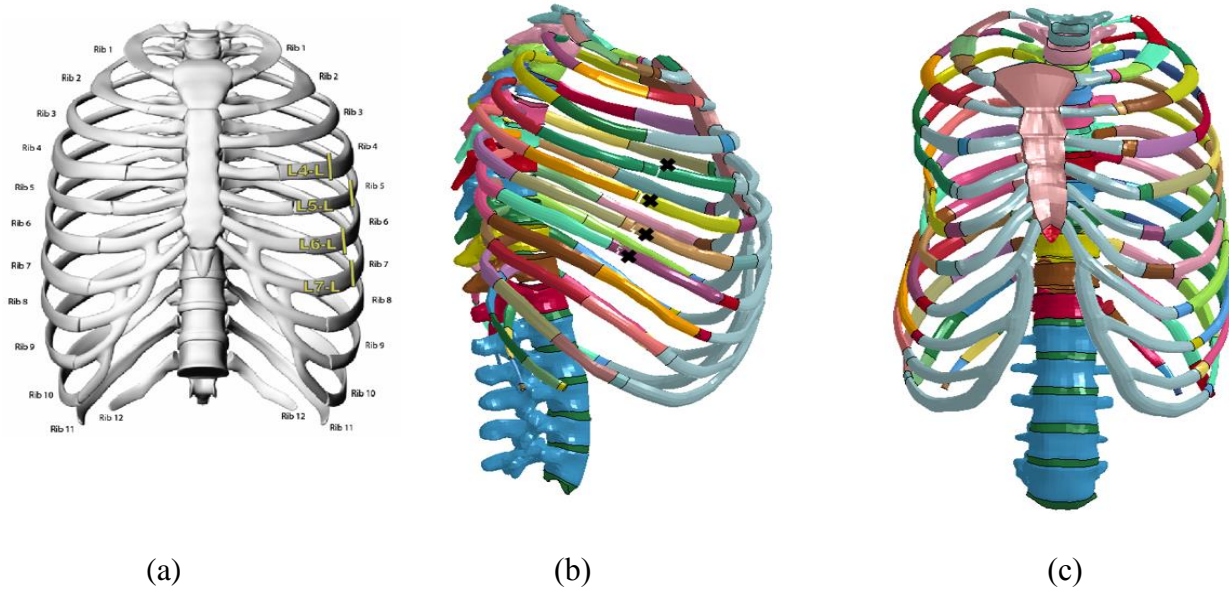 Rib 1 Rib 1
Rib 2 Rib 2
Rib 3 Rib 3
Rib 4 Rib 4
L4-L
Rib 5 Rib 5
L5-L
Rib 6 Rib 6
L6-L
Rib 7 Rib 7
L7-L
Rib 8 Rib 8
Rib 9 Rib 9
Rib 10 Rib 10
Rib 12 Rib 12
Rib 11 Rib 11
(a) (b) (c)